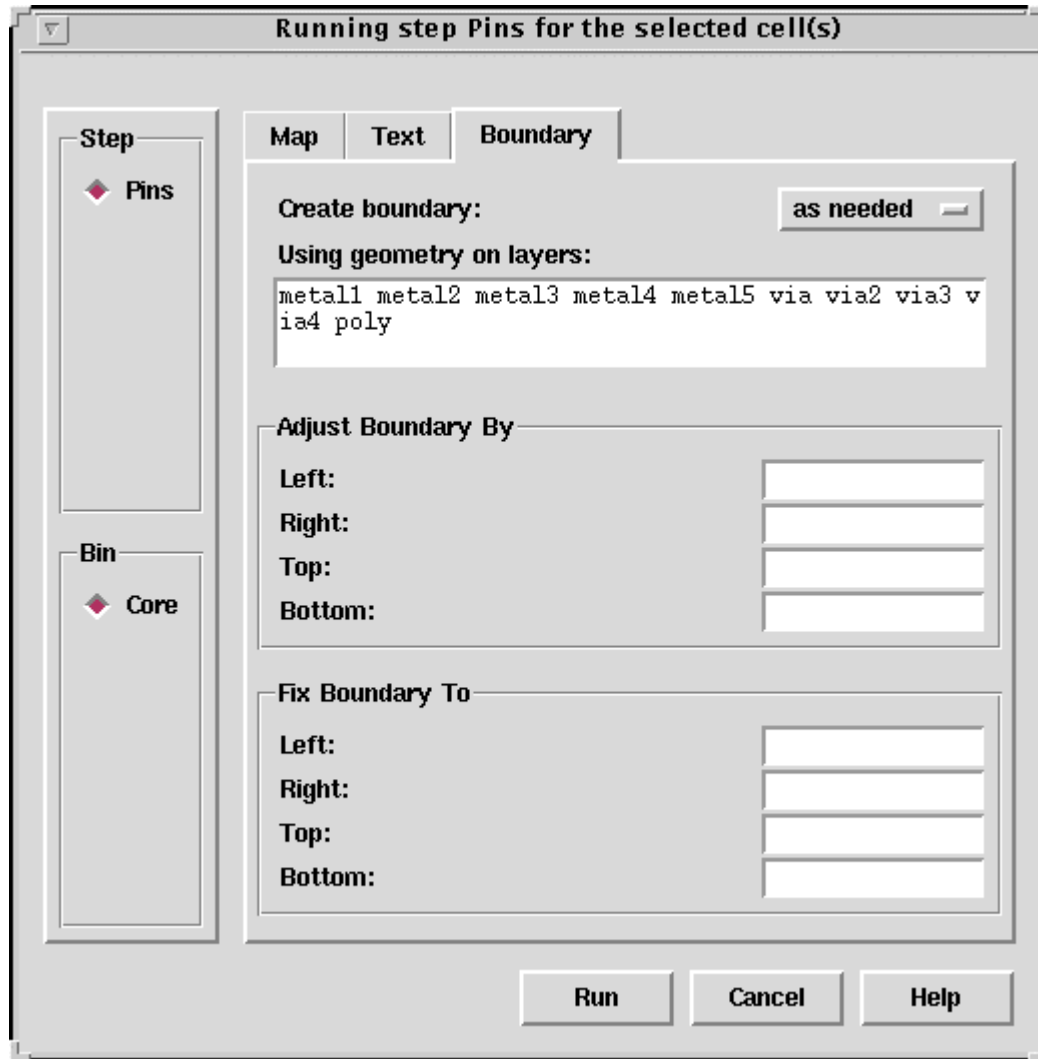 Running step Pins for the selected cell(s)
Step
Pins
Bin
Core
Map Text Boundary
Create boundary: as needed
Using geometry on layers:
metal1 metal2 metal3 metal4 metal5 via via2 via3 v
ia4 poly
Adjust Boundary By
Left:
Right:
Top:
Bottom:
Fix Boundary To
Left:
Right:
Top:
Bottom:
Run Cancel Help